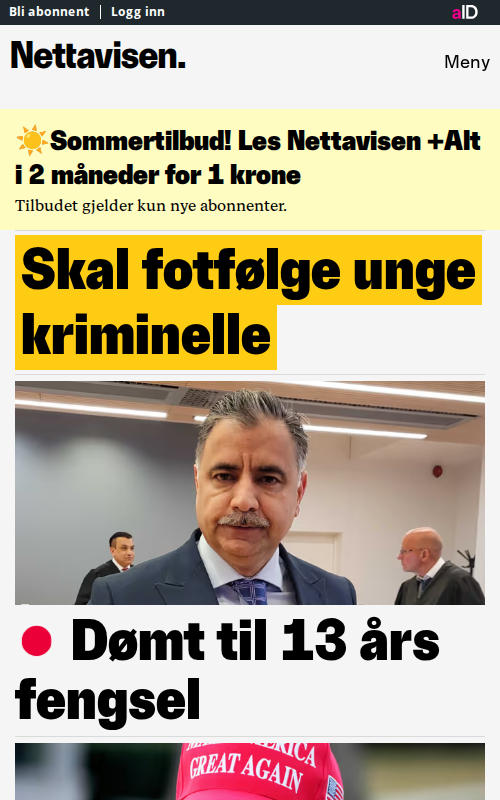 Bli abonnent | Logg inn
aID
Nettavisen.
Meny
☀️Sommertilbud! Les Nettavisen +Alt
i 2 måneder for 1 krone
Tilbudet gjelder kun nye abonnenter.
Skal fotfølge unge
kriminelle
Dømt til 13 års
fengsel
MAKE AMERICA
GREAT AGAIN